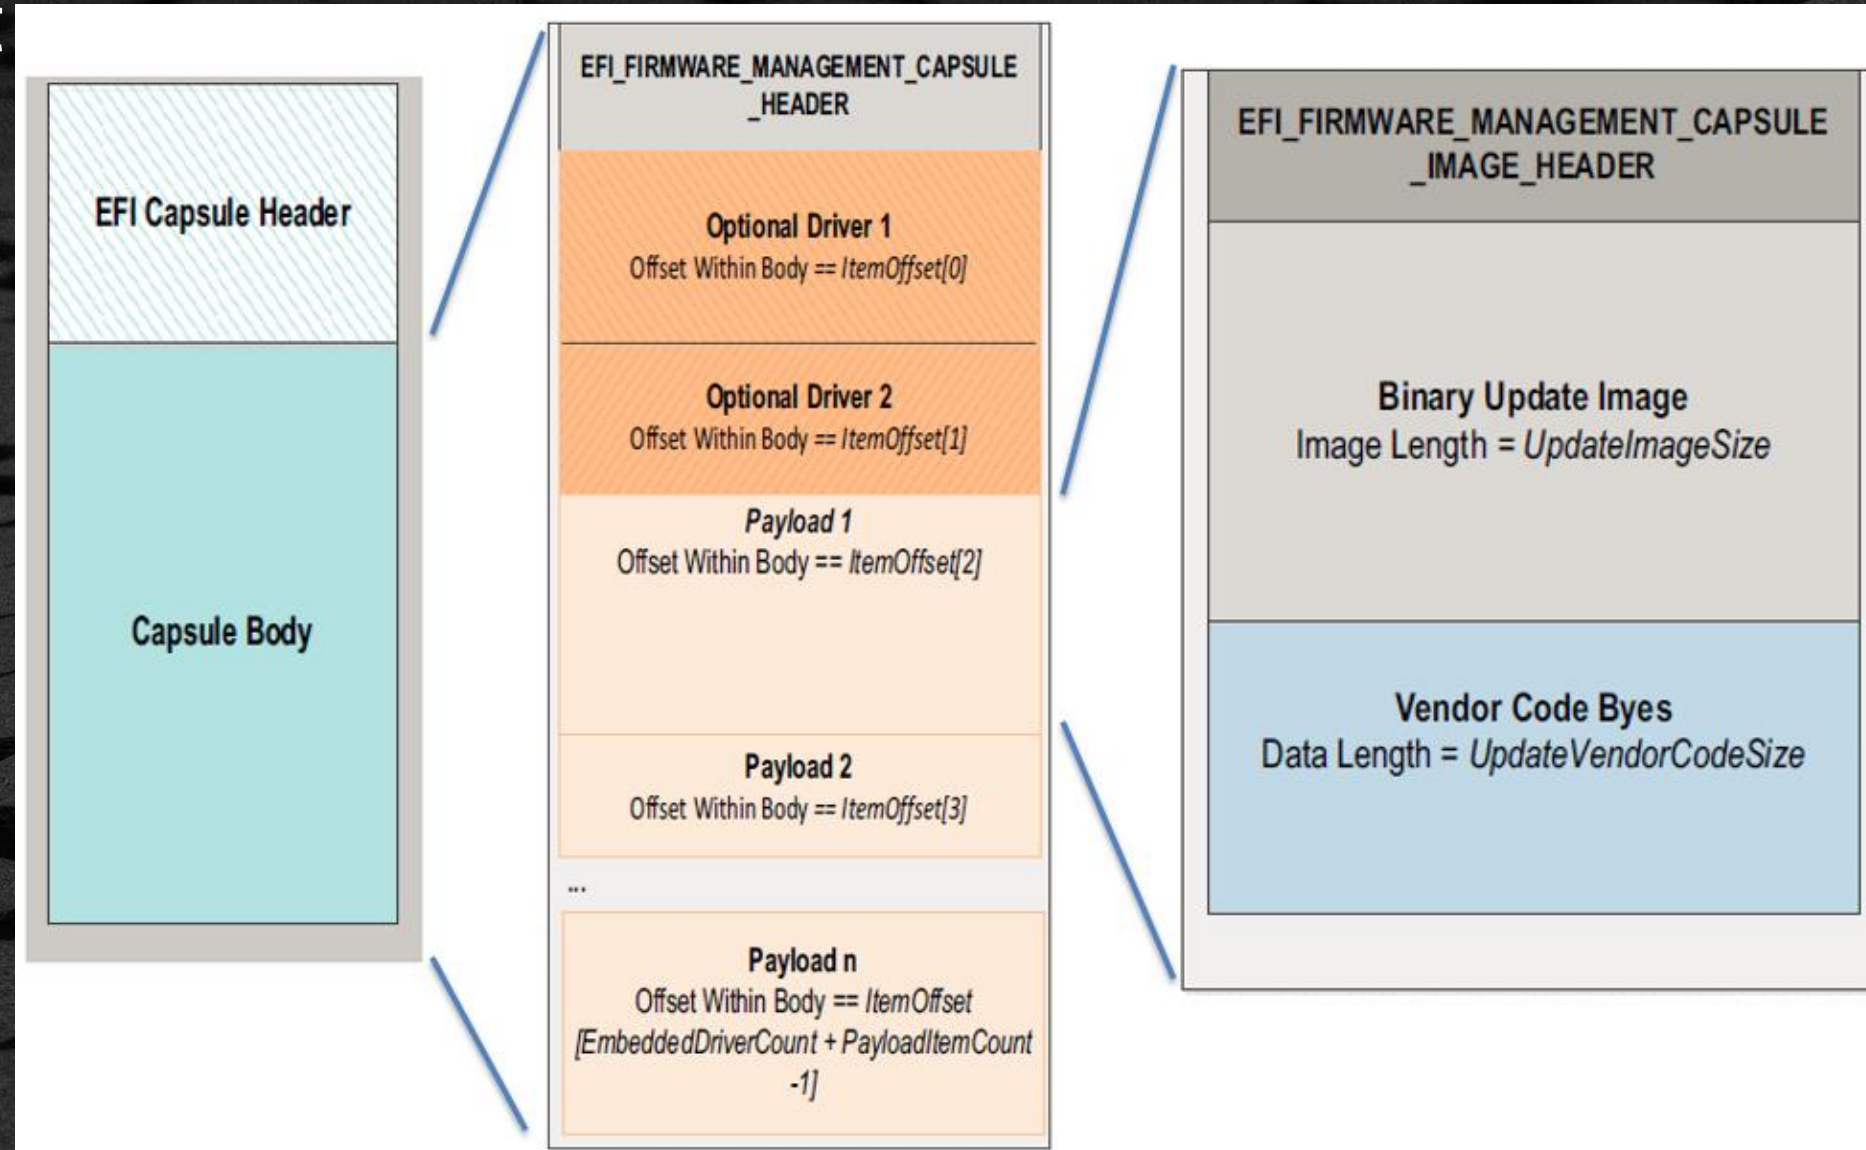 EFI Capsule Header
Capsule Body
EFI_FIRMWARE_MANAGEMENT_CAPSULE
_HEADER
Optional Driver 1
Offset Within Body == ItemOffset[0]
Optional Driver 2
Offset Within Body == ItemOffset[1]
Payload 1
Offset Within Body == ItemOffset[2]
Payload 2
Offset Within Body == ItemOffset[3]
...
Payload n
Offset Within Body == ItemOffset
[EmbeddedDriverCount + PayloadItemCount
-1]
EFI_FIRMWARE_MANAGEMENT_CAPSULE
_IMAGE_HEADER
Binary Update Image
Image Length = UpdateImageSize
Vendor Code Byes
Data Length = UpdateVendorCodeSize